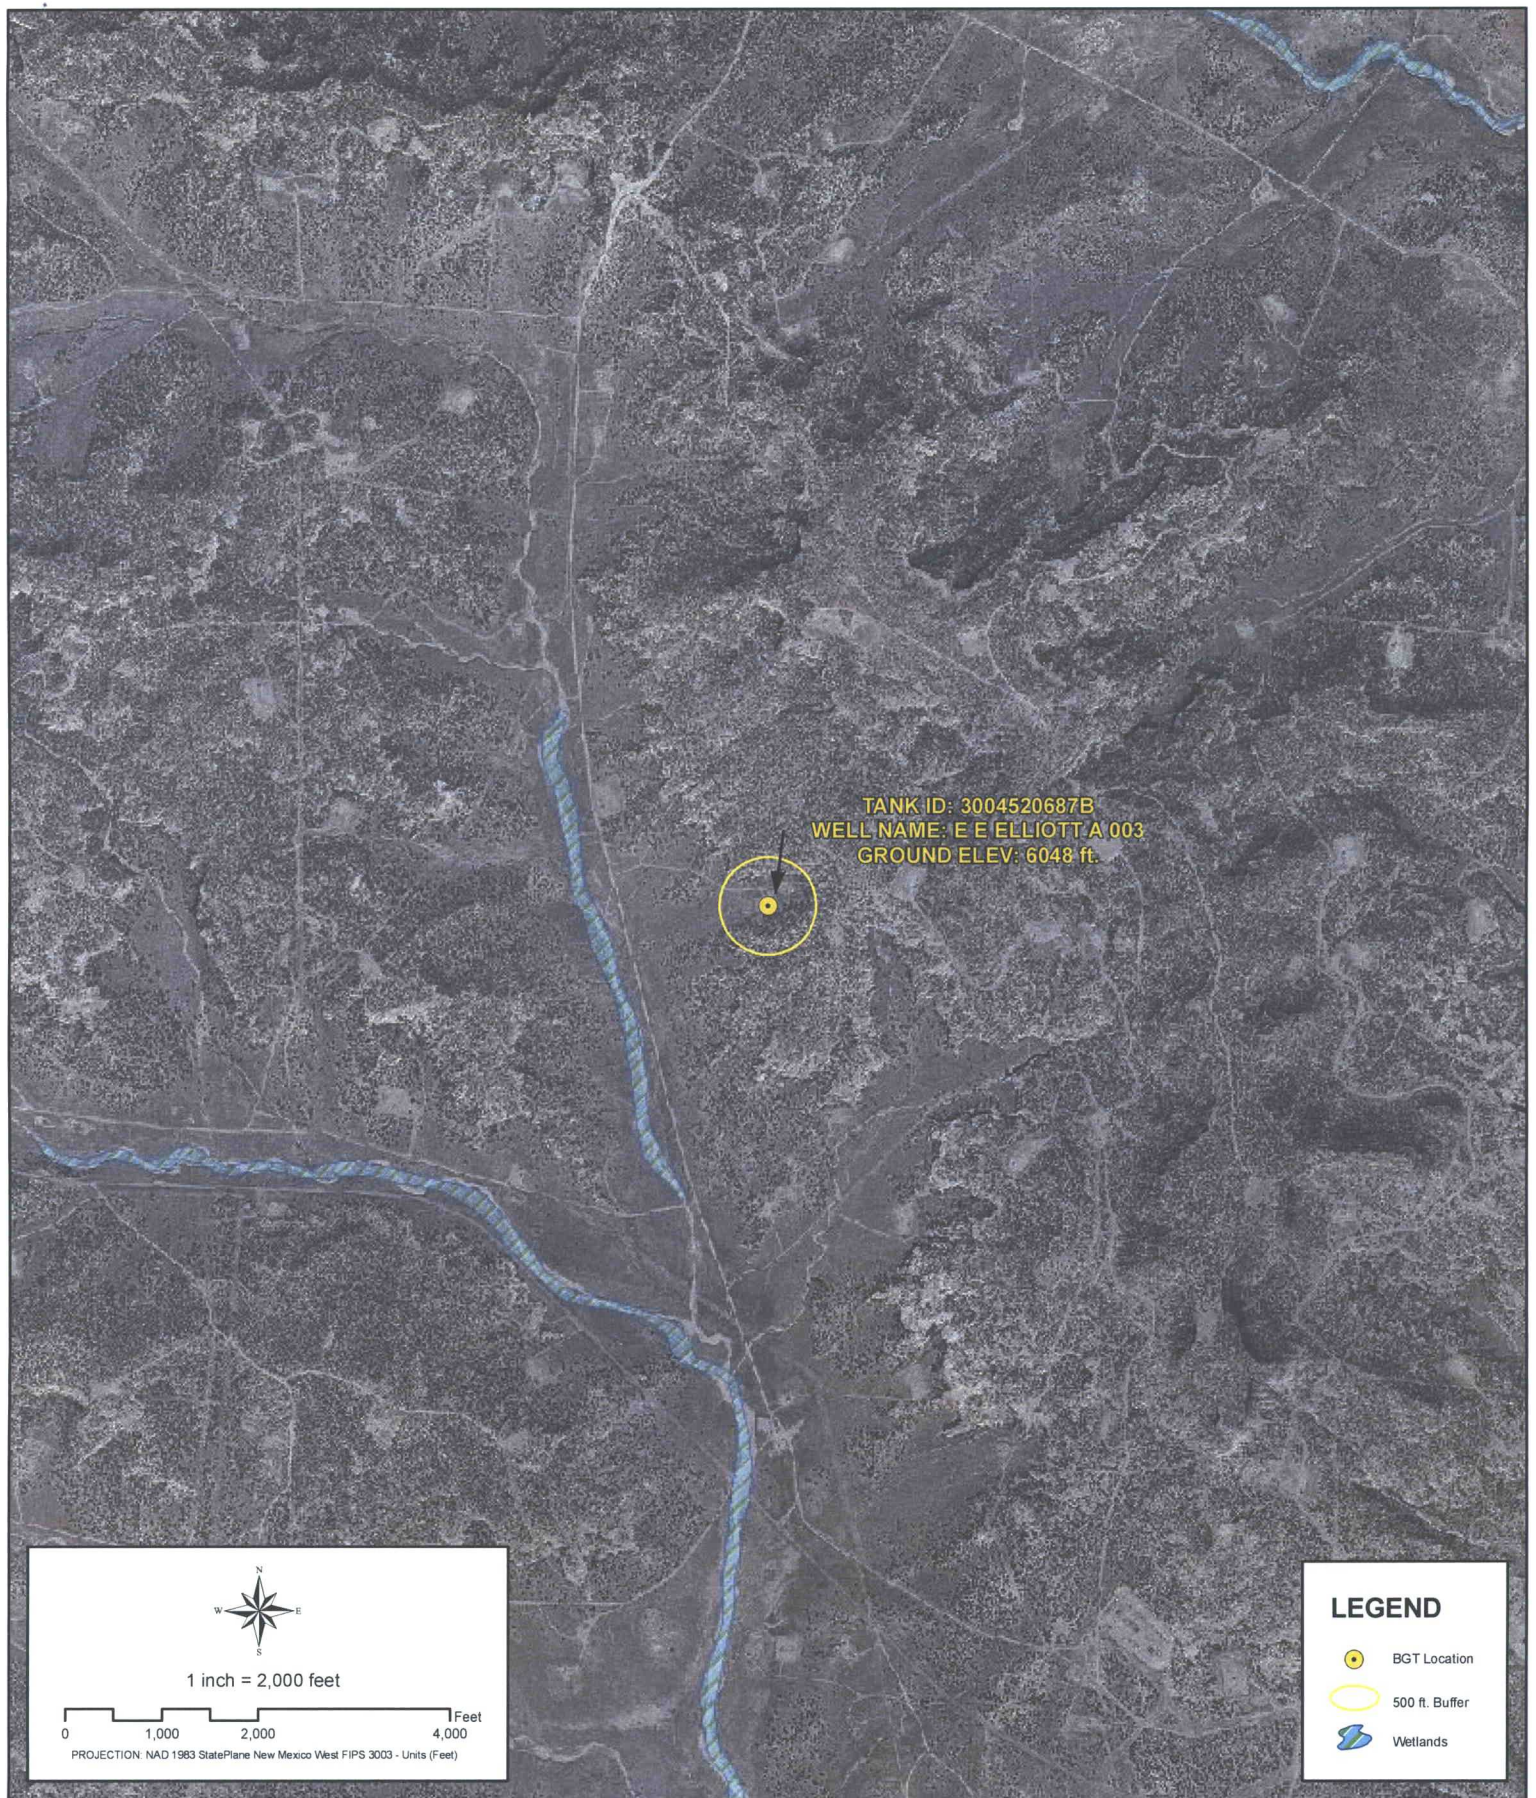 TANK ID: 3004520687B
WELL NAME: E E ELLIOTT A 003
GROUND ELEV: 6048 ft.
N
W E
S
1 inch = 2,000 feet
Feet
0 1,000 2,000 4,000
PROJECTION: NAD 1983 StatePlane New Mexico West FIPS 3003 - Units (Feet)
LEGEND
BGT Location
500 ft. Buffer
Wetlands